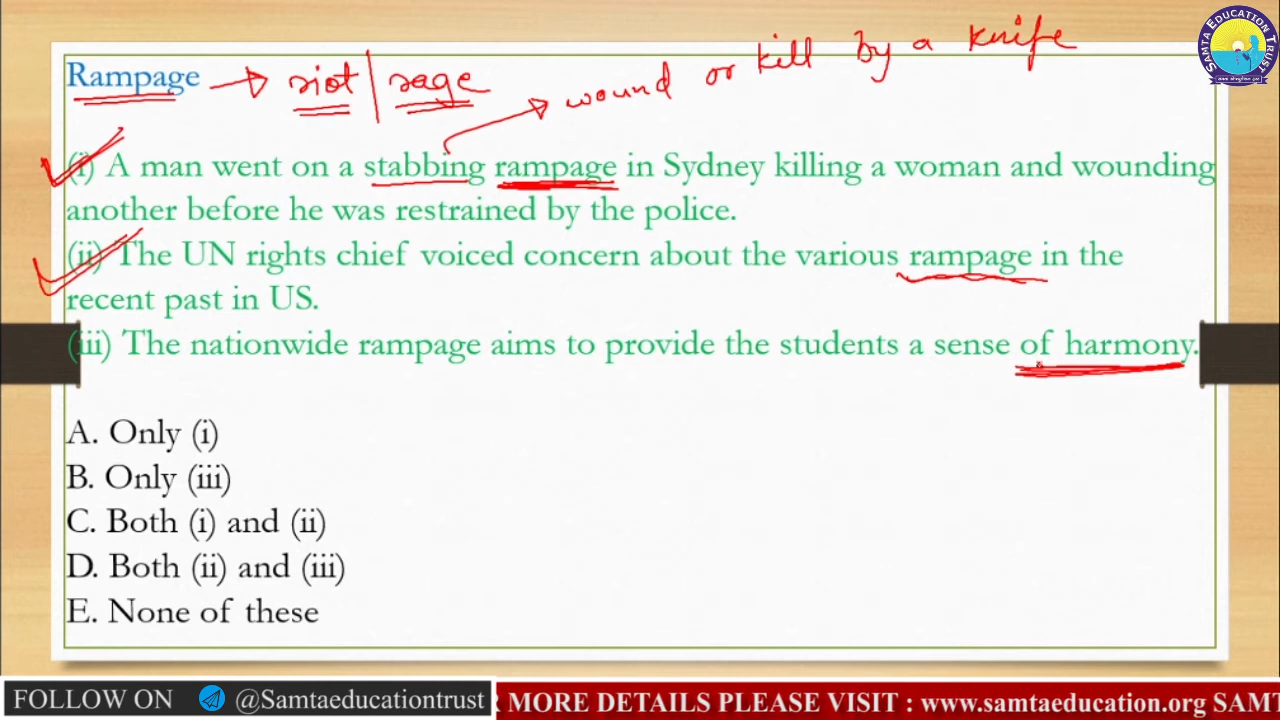 wound or kill by a knife
Rampage → riot | rage
SAMTA EDUCATION TRUST
(i) A man went on a stabbing rampage in Sydney killing a woman and wounding
another before he was restrained by the police.
(ii) The UN rights chief voiced concern about the various rampage in the
recent past in US.
(iii) The nationwide rampage aims to provide the students a sense of harmony.
A. Only (i)
B. Only (iii)
C. Both (i) and (ii)
D. Both (ii) and (iii)
E. None of these
FOLLOW ON @Samtaeducationtrust
R MORE DETAILS PLEASE VISIT : www.samtaeducation.org SAMT